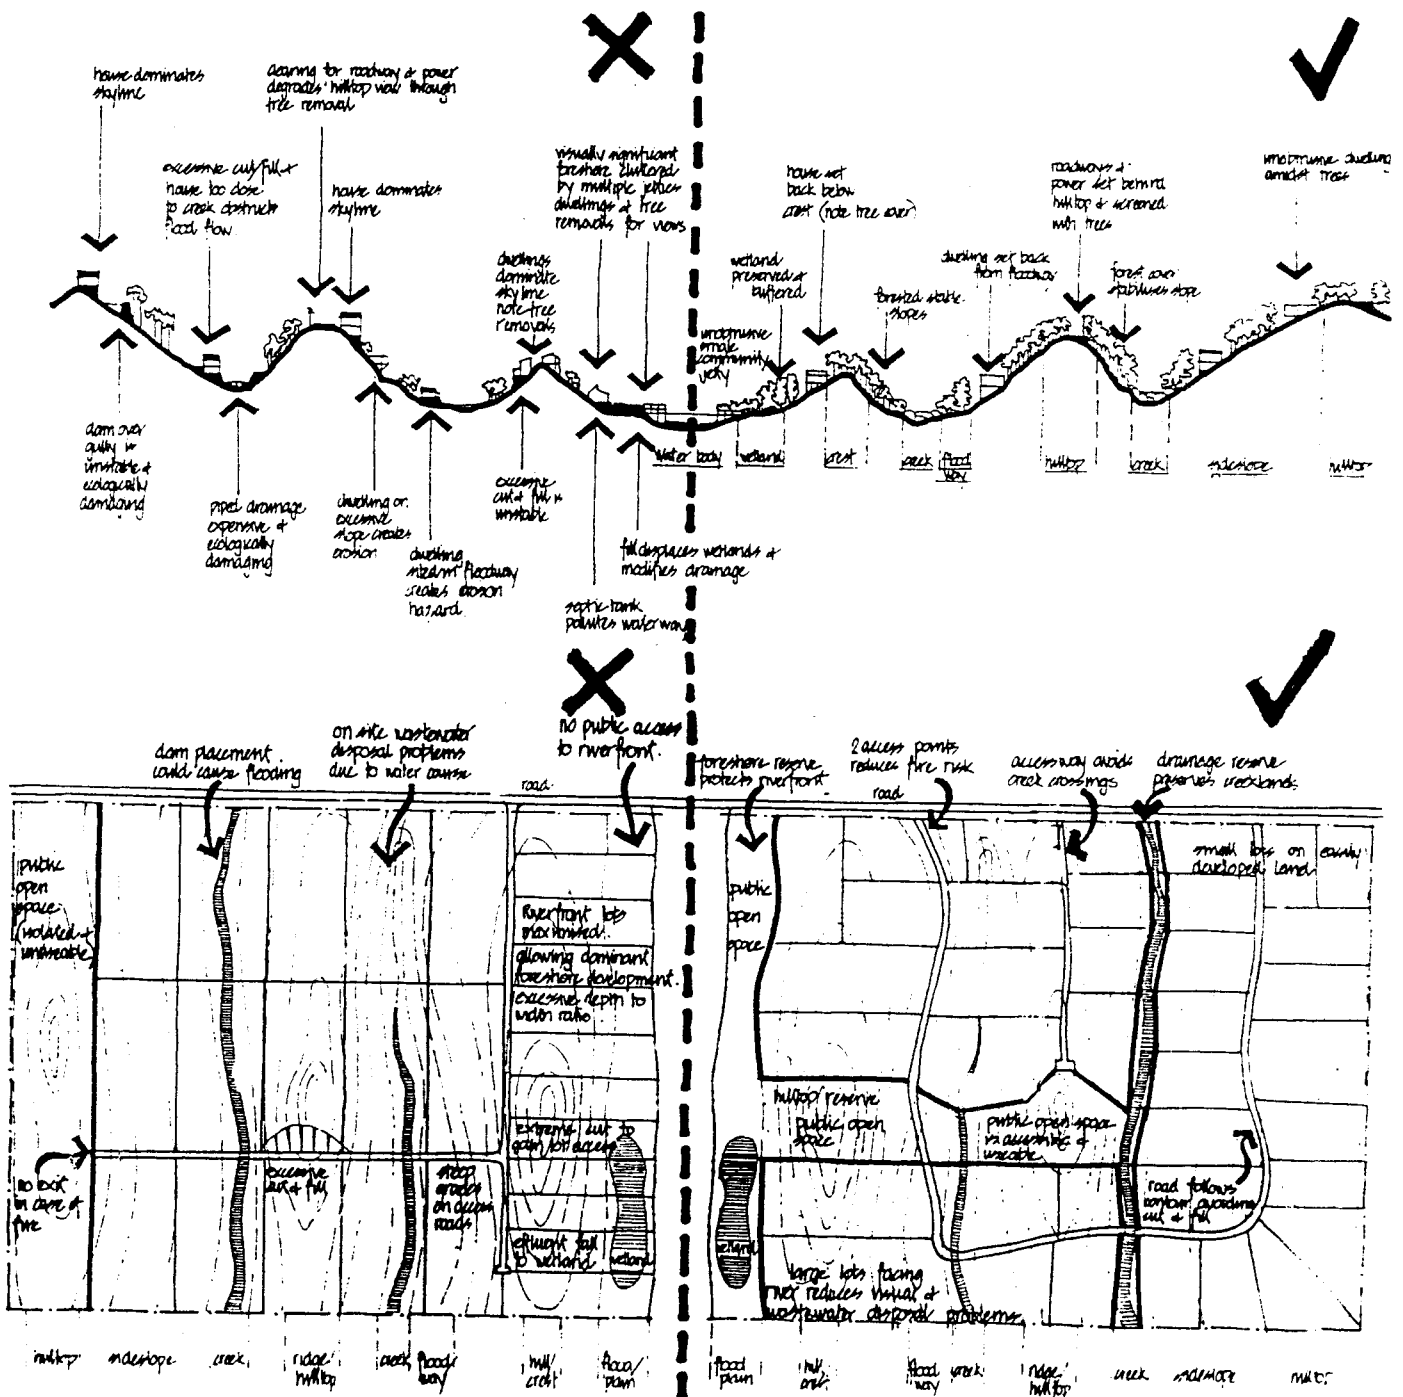 house dominates
skyline
clearing for roadway & power
degrades hilltop view through
tree removal
excessive cut/fill &
house too close
to creek obstructs
flood flow
house dominates
skyline
visually significant
foreshore cluttered
by multiple jetties
dwellings & tree
removals for views
dwellings
dominate
skyline
note tree
removals
dam over
gully is
unstable &
ecologically
damaging
piped drainage
expensive &
ecologically
damaging
dwelling on
excessive
slope creates
erosion
dwelling
sited in floodway
creates erosion
hazard
excessive
cut & fill is
unstable
fill displaces wetlands &
modifies drainage
septic tank
pollutes waterway
house set
back below
crest (note tree cover)
wetland
preserved &
buffered
unobtrusive
small
community
jetty
forested stable
slopes
dwelling set back
from floodway
roadways &
power set behind
hilltop & screened
with trees
forest cover
stabilises slope
unobtrusive dwelling
amidst trees
water body
wetland
crest
creek
flood
way
hilltop
creek
sideslope
hilltop
dam placement
could cause flooding
on site wastewater
disposal problems
due to water course
no public access
to riverfront.
road
public
open
space
(isolated &
unuseable)
Riverfront lots
maximised
allowing dominant
foreshore development.
excessive depth to
width ratio
extreme cut to
gain lot access
no exit
in case of
fire
excessive
cut & fill
steep
grades
on access
roads
effluent fall
to wetland
wetland
hilltop
sideslope
creek
ridge/
hilltop
creek
flood/
way
hill/
crest
flood/
plain
foreshore reserve
protects riverfront
2 access points
reduces fire risk
road
accessway avoids
creek crossings
drainage reserve
preserves creeklands
small lots on easily
developed land
public
open
space
hilltop/reserve
public open
space
public open space
is accessible &
useable
road follows
contour avoiding
cut & fill
wetland
large lots facing
river reduces visual &
wastewater disposal problems
flood
plain
hill/
crest
flood
way
creek
ridge/
hilltop
creek
sideslope
hilltop